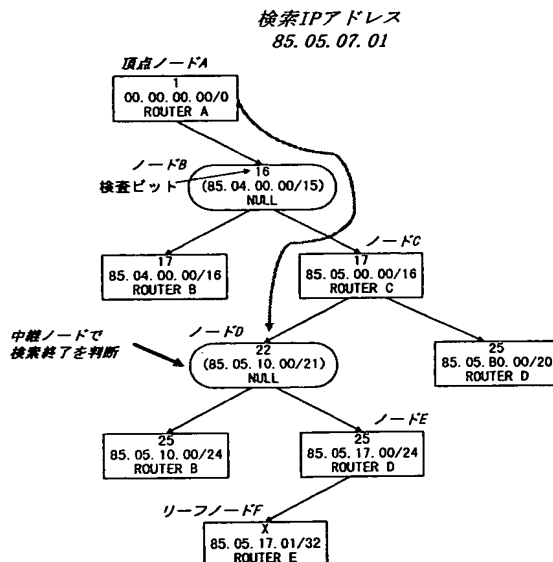 検索IPアドレス
85.05.07.01
頂点ノードA
1
00.00.00.00/0
ROUTER A
ノードB
検査ビット
16
(85.04.00.00/15)
NULL
17
85.04.00.00/16
ROUTER B
ノードC
17
85.05.00.00/16
ROUTER C
中継ノードで
検索終了を判断
ノードD
22
(85.05.10.00/21)
NULL
25
85.05.B0.00/20
ROUTER D
25
85.05.10.00/24
ROUTER B
ノードE
25
85.05.17.00/24
ROUTER D
リーフノードF
X
85.05.17.01/32
ROUTER E